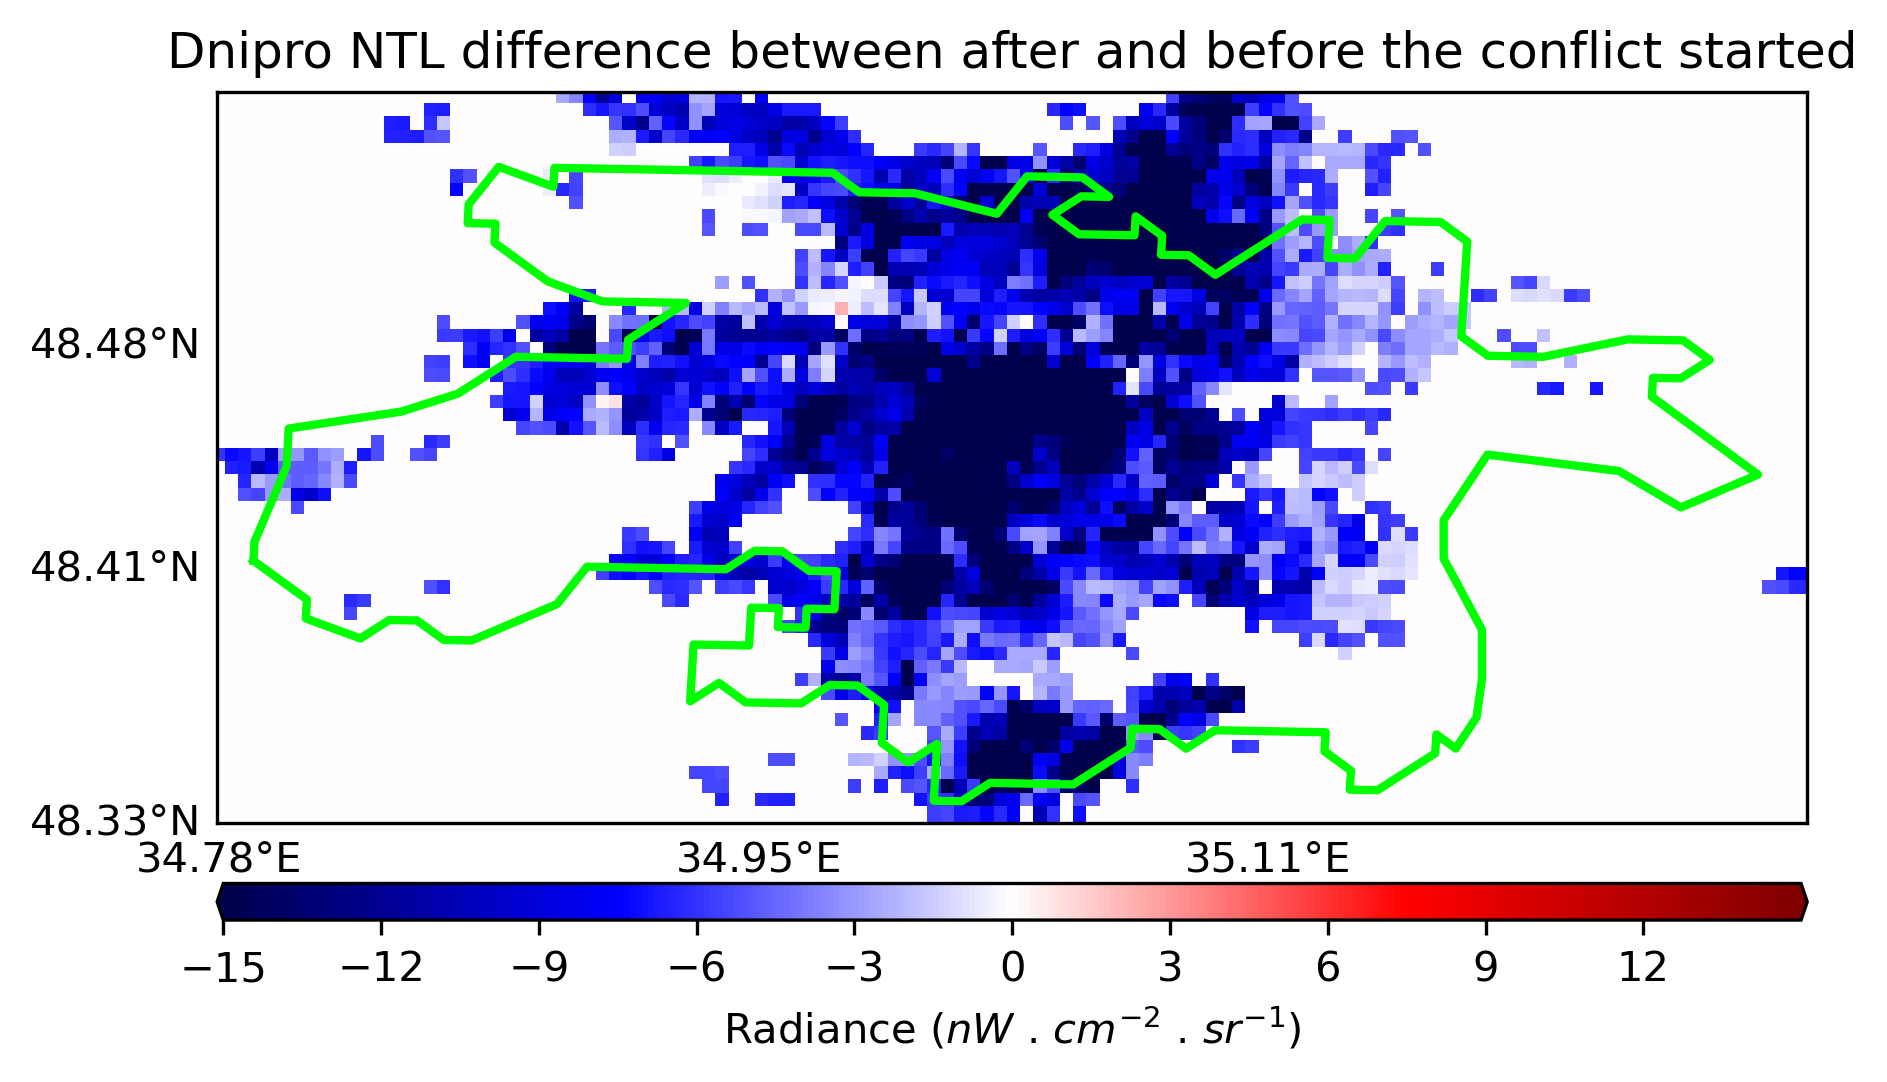 Dnipro NTL difference between after and before the conflict started
48.48°N
48.41°N
48.33°N
34.78°E 34.95°E 35.11°E
−15 −12 −9 −6 −3 0 3 6 9 12
Radiance (nW . cm⁻² . sr⁻¹)